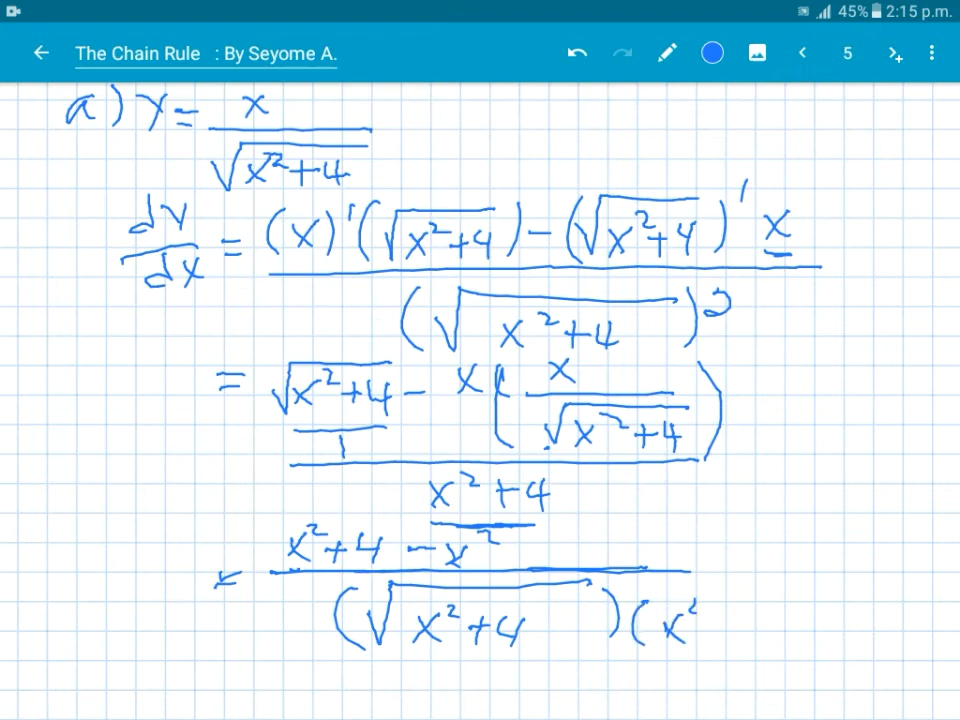 45% 2:15 p.m.
The Chain Rule : By Seyome A.
5
a) y = x / √(x²+4)
dy/dx = ((x)'(√(x²+4)) - (√(x²+4))' x) / (√(x²+4))²
= (√(x²+4)/1 - x(x/√(x²+4))) / (x²+4)
= (x²+4 - x²) / (√(x²+4))(x²